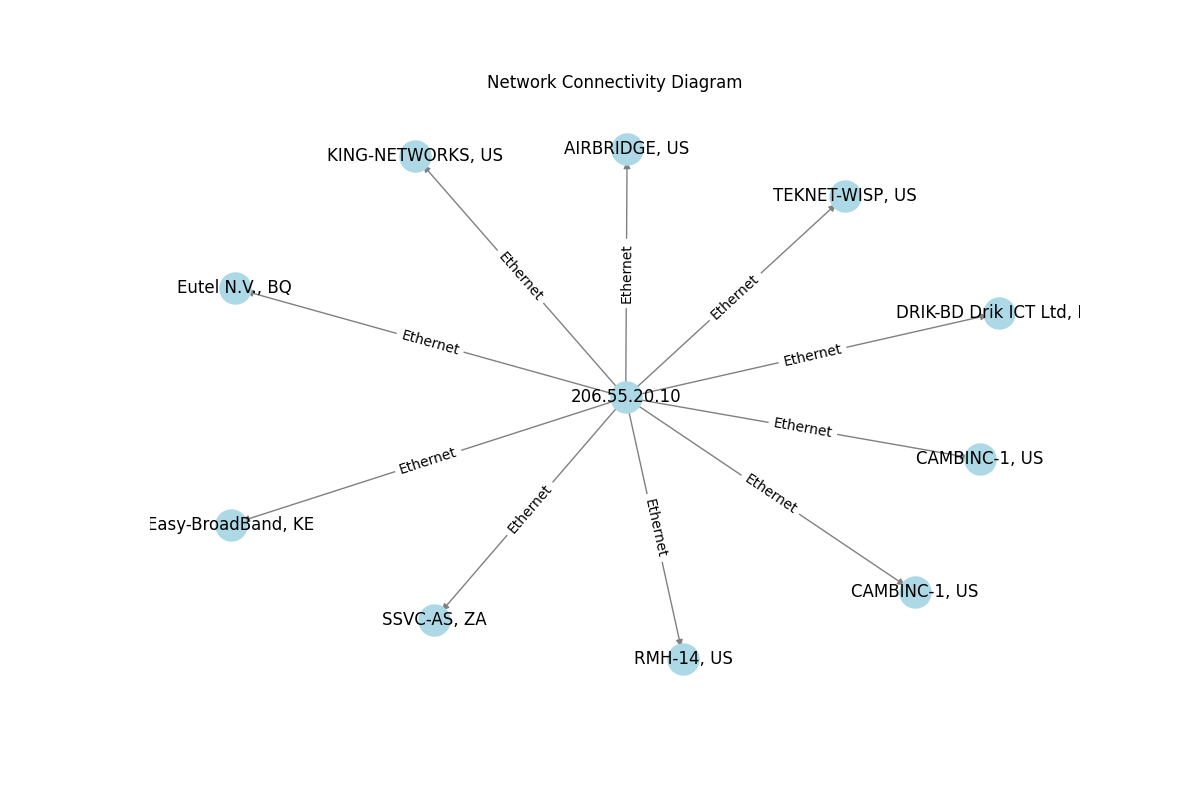 Network Connectivity Diagram
AIRBRIDGE, US
KING-NETWORKS, US
TEKNET-WISP, US
Ethernet
Ethernet
Ethernet
Eutel N.V., BQ
DRIK-BD Drik ICT Ltd,
Ethernet
Ethernet
206.55.20.10
Ethernet
Ethernet
CAMBINC-1, US
Ethernet
Ethernet
Ethernet
Easy-BroadBand, KE
CAMBINC-1, US
SSVC-AS, ZA
RMH-14, US